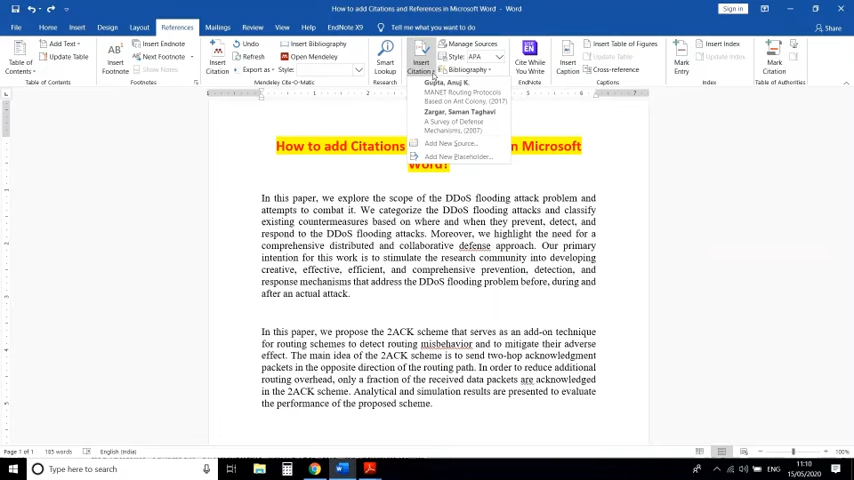 How to add Citations and References in Microsoft Word - Word
Sign in
File Home Insert Design Layout References Mailings Review View Help EndNote X9 Tell me what you want to do
Share
Table of Contents
Add Text
Update Table
Table of Contents
AB
Insert Footnote
Insert Endnote
Next Footnote
Show Notes
Footnotes
Insert Citation
Undo
Refresh
Export as
Insert Bibliography
Open Mendeley
Style:
Mendeley Cite-O-Matic
Smart Lookup
Research
Insert Citation
Manage Sources
Style: APA
Bibliography
Cite While You Write
EndNote
Insert Caption
Insert Table of Figures
Update Table
Cross-reference
Captions
Mark Entry
Insert Index
Update Index
Index
Mark Citation
Table of Authorities
Gupta, Anuj K.
MANET Routing Protocols
Based on Ant Colony, (2017)
Zargar, Saman Taghavi
A Survey of Defense
Mechanisms, (2007)
Add New Source...
Add New Placeholder...
How to add Citations
in Microsoft
Word?
In this paper, we explore the scope of the DDoS flooding attack problem and
attempts to combat it. We categorize the DDoS flooding attacks and classify
existing countermeasures based on where and when they prevent, detect, and
respond to the DDoS flooding attacks. Moreover, we highlight the need for a
comprehensive distributed and collaborative defense approach. Our primary
intention for this work is to stimulate the research community into developing
creative, effective, efficient, and comprehensive prevention, detection, and
response mechanisms that address the DDoS flooding problem before, during and
after an actual attack.
In this paper, we propose the 2ACK scheme that serves as an add-on technique
for routing schemes to detect routing misbehavior and to mitigate their adverse
effect. The main idea of the 2ACK scheme is to send two-hop acknowledgment
packets in the opposite direction of the routing path. In order to reduce additional
routing overhead, only a fraction of the received data packets are acknowledged
in the 2ACK scheme. Analytical and simulation results are presented to evaluate
the performance of the proposed scheme.
Page 1 of 1 185 words English (India)
100%
Type here to search
ENG
11:10
15/05/2020